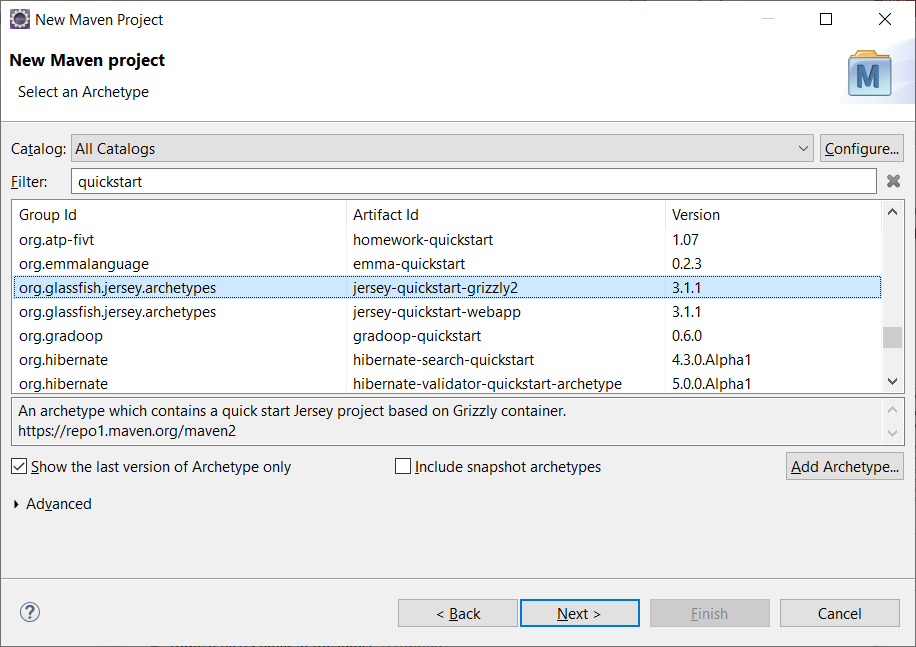 New Maven Project
New Maven project
Select an Archetype
M
Catalog: All Catalogs Configure...
Filter: quickstart
Group Id Artifact Id Version
org.atp-fivt homework-quickstart 1.07
org.emmalanguage emma-quickstart 0.2.3
org.glassfish.jersey.archetypes jersey-quickstart-grizzly2 3.1.1
org.glassfish.jersey.archetypes jersey-quickstart-webapp 3.1.1
org.gradoop gradoop-quickstart 0.6.0
org.hibernate hibernate-search-quickstart 4.3.0.Alpha1
org.hibernate hibernate-validator-quickstart-archetype 5.0.0.Alpha1
An archetype which contains a quick start Jersey project based on Grizzly container.
https://repo1.maven.org/maven2
Show the last version of Archetype only Include snapshot archetypes Add Archetype...
Advanced
? < Back Next > Finish Cancel